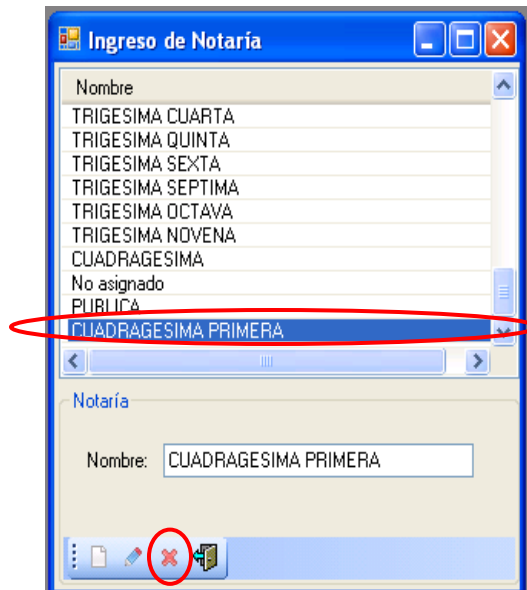 Ingreso de Notaría
Nombre
TRIGESIMA CUARTA
TRIGESIMA QUINTA
TRIGESIMA SEXTA
TRIGESIMA SEPTIMA
TRIGESIMA OCTAVA
TRIGESIMA NOVENA
CUADRAGESIMA
No asignado
PUBLICA
CUADRAGESIMA PRIMERA
Notaría
Nombre: CUADRAGESIMA PRIMERA